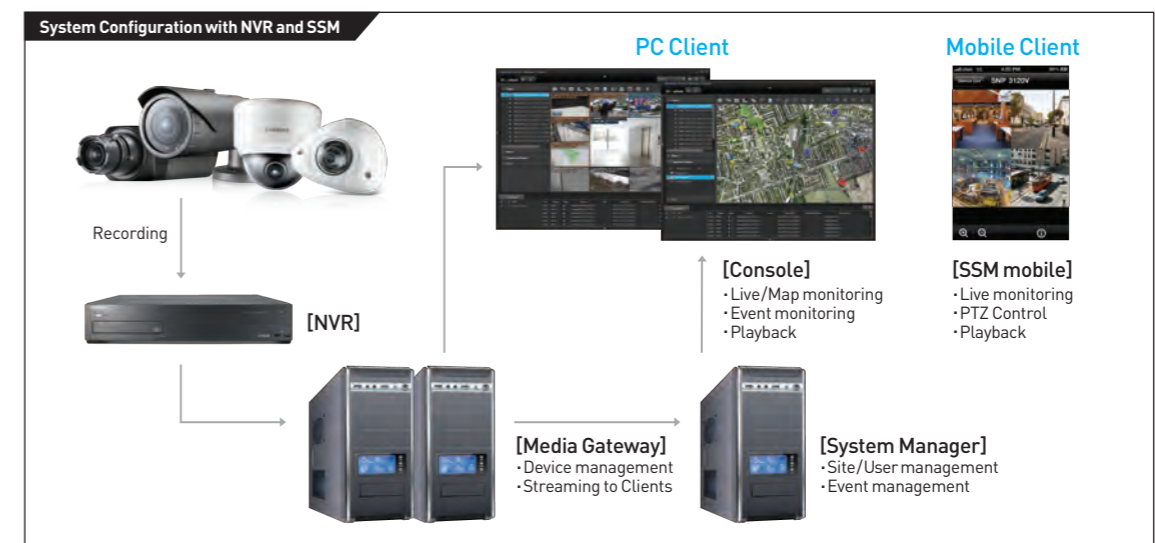 System Configuration with NVR and SSM
PC Client
Mobile Client
SNP 3120V
Recording
[NVR]
[Console]
·Live/Map monitoring
·Event monitoring
·Playback
[SSM mobile]
·Live monitoring
·PTZ Control
·Playback
[Media Gateway]
·Device management
·Streaming to Clients
[System Manager]
·Site/User management
·Event management